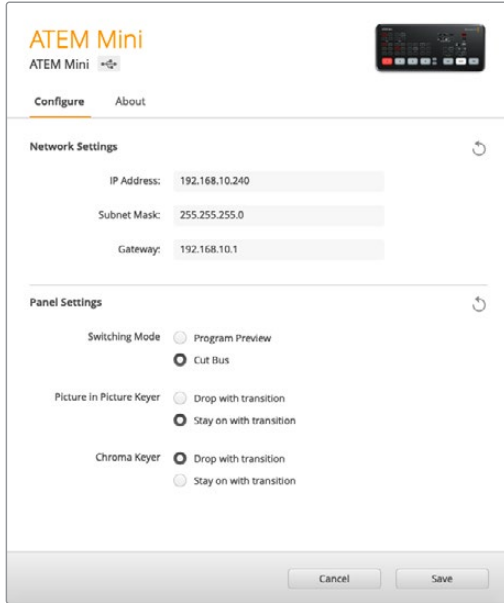 ATEM Mini
ATEM Mini
Configure About
Network Settings
IP Address: 192.168.10.240
Subnet Mask: 255.255.255.0
Gateway: 192.168.10.1
Panel Settings
Switching Mode Program Preview
Cut Bus
Picture in Picture Keyer Drop with transition
Stay on with transition
Chroma Keyer Drop with transition
Stay on with transition
Cancel Save